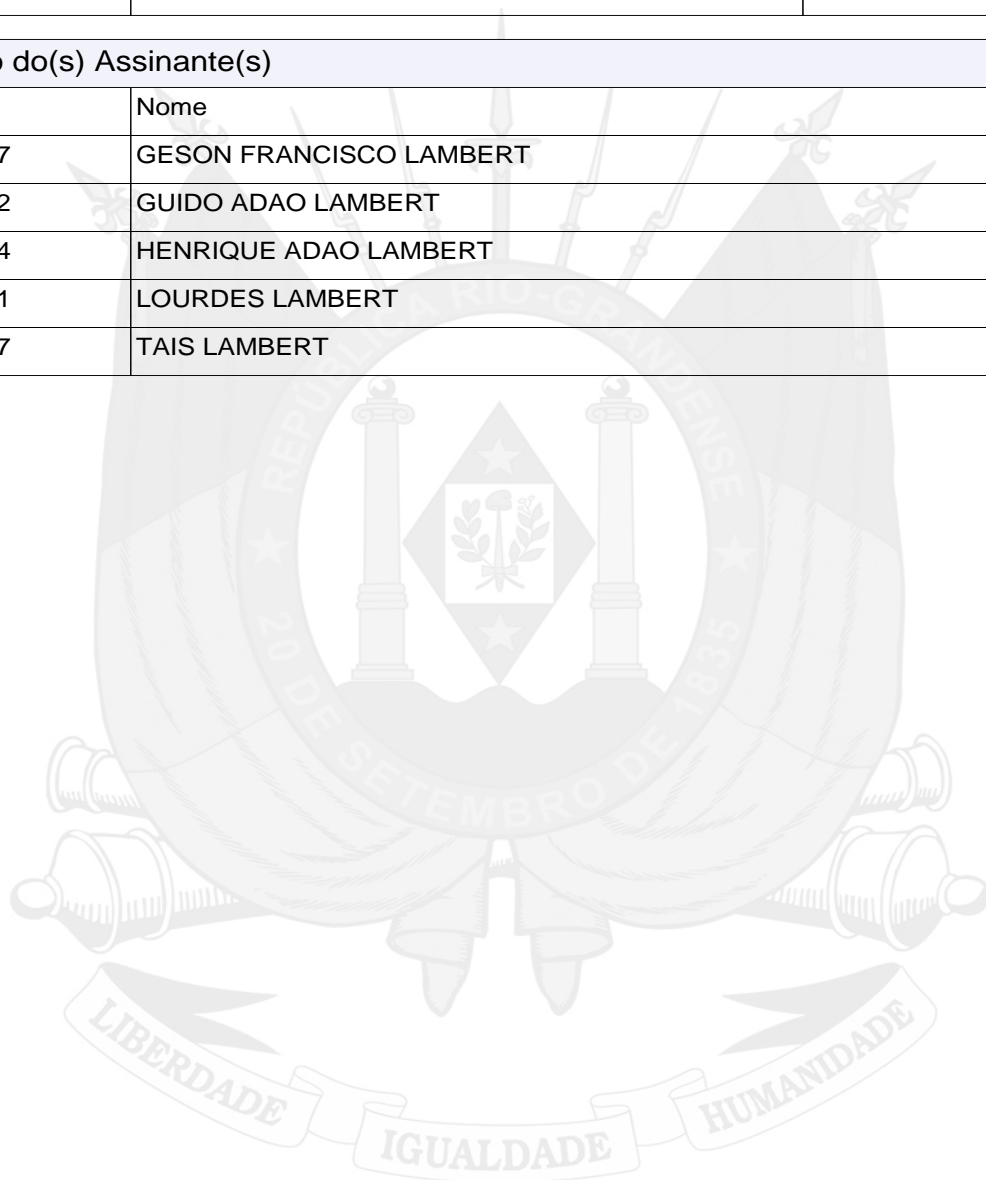 o do(s) Assinante(s)
Nome
7 GESON FRANCISCO LAMBERT
2 GUIDO ADAO LAMBERT
4 HENRIQUE ADAO LAMBERT
1 LOURDES LAMBERT
7 TAIS LAMBERT
REPÚBLICA RIO-GRANDENSE
★ 20 DE SETEMBRO DE 1835 ★
LIBERDADE IGUALDADE HUMANIDADE